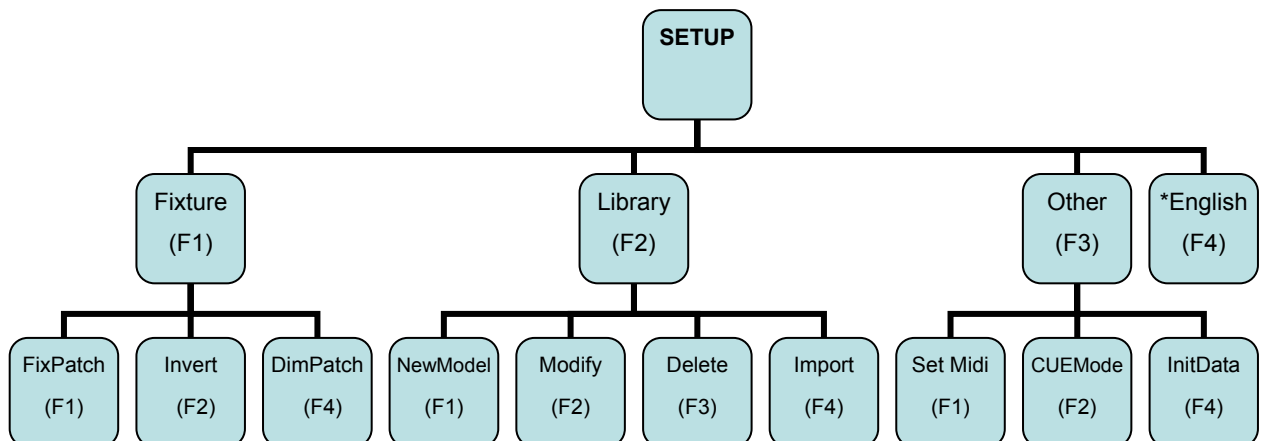 SETUP
Fixture
(F1)
Library
(F2)
Other
(F3)
*English
(F4)
FixPatch
(F1)
Invert
(F2)
DimPatch
(F4)
NewModel
(F1)
Modify
(F2)
Delete
(F3)
Import
(F4)
Set Midi
(F1)
CUEMode
(F2)
InitData
(F4)